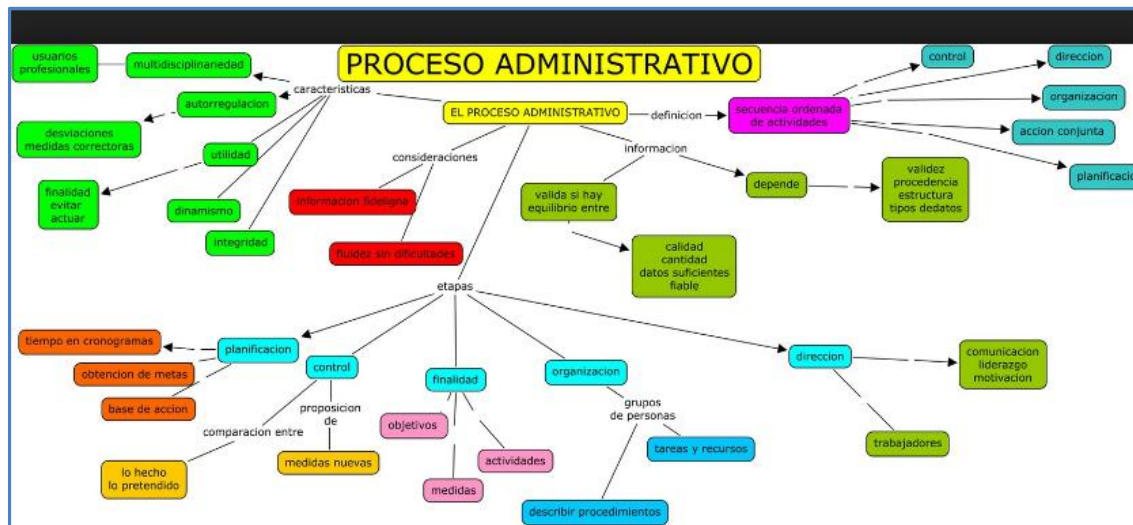 PROCESO ADMINISTRATIVO
usuarios
profesionales
multidisciplinariedad
caracteristicas
autorregulacion
desviaciones
medidas correctoras
utilidad
finalidad
evitar
actuar
dinamismo
integridad
EL PROCESO ADMINISTRATIVO
definicion
secuencia ordenada
de actividades
control
direccion
organizacion
accion conjunta
planificacio
consideraciones
informacion fideligna
fluidez sin dificultades
informacion
valida si hay
equilibrio entre
calidad
cantidad
datos suficientes
fiable
depende
validez
procedencia
estructura
tipos dedatos
etapas
planificacion
tiempo en cronogramas
obtencion de metas
base de accion
control
comparacion entre
lo hecho
lo pretendido
proposicion
de
medidas nuevas
finalidad
objetivos
medidas
actividades
organizacion
grupos
de personas
tareas y recursos
describir procedimientos
direccion
comunicacion
liderazgo
motivacion
trabajadores